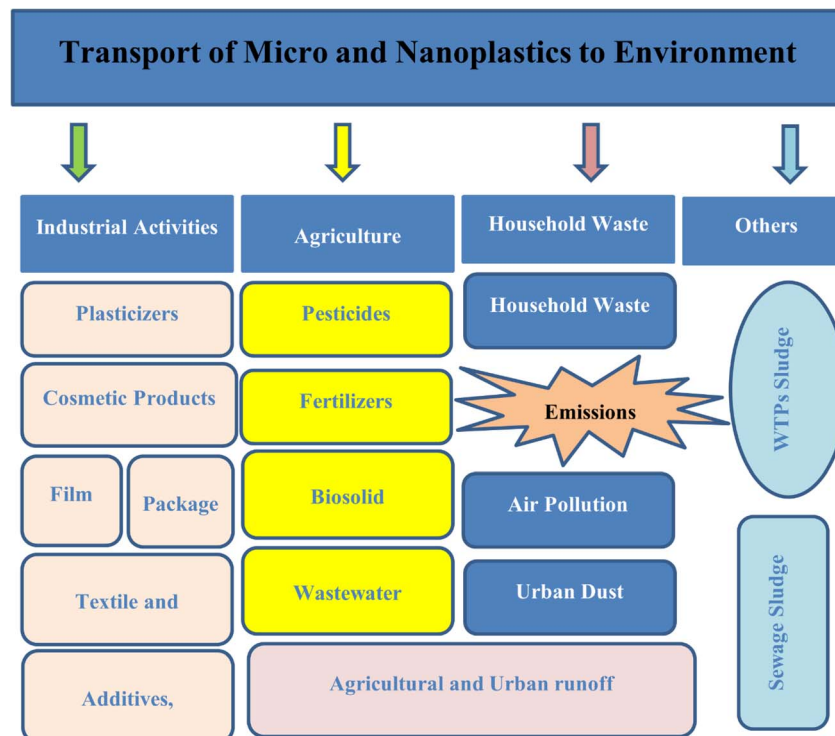 Transport of Micro and Nanoplastics to Environment
Industrial Activities
Agriculture
Household Waste
Others
Plasticizers
Pesticides
Household Waste
WTPs Sludge
Cosmetic Products
Fertilizers
Emissions
Film
Package
Biosolid
Air Pollution
Sewage Sludge
Textile and
Wastewater
Urban Dust
Additives,
Agricultural and Urban runoff